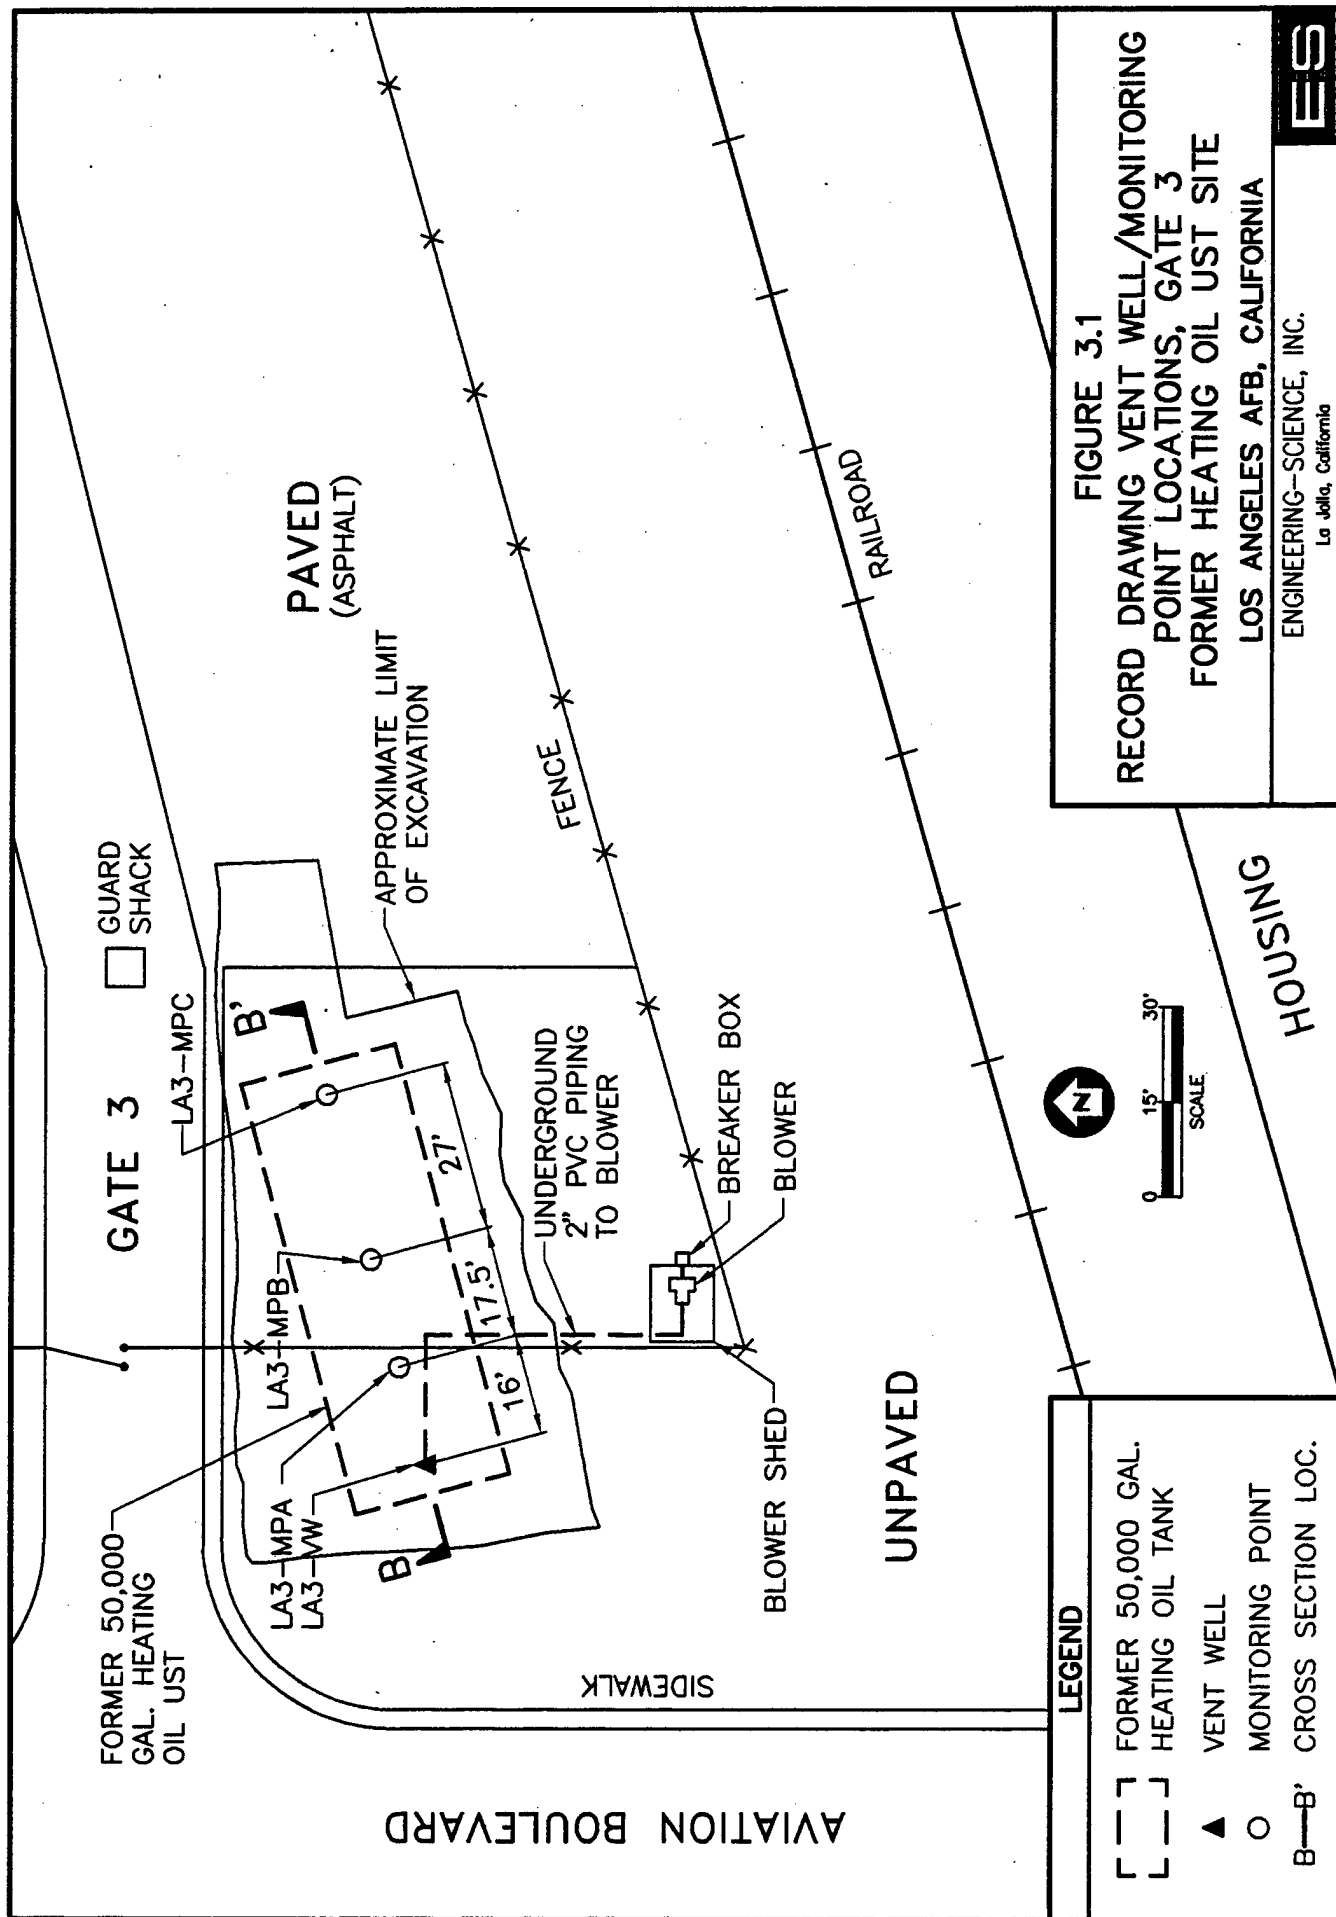 FORMER 50,000
GAL. HEATING
OIL UST
GATE 3
GUARD
SHACK
LA3-MPC
LA3-MPB
LA3-MPA
LA3-VW
B
B'
PAVED
(ASPHALT)
APPROXIMATE LIMIT
OF EXCAVATION
16'
17.5'
27'
UNDERGROUND
2" PVC PIPING
TO BLOWER
FENCE
BREAKER BOX
BLOWER
BLOWER SHED
UNPAVED
SIDEWALK
AVIATION BOULEVARD
RAILROAD
HOUSING
N
0 15' 30'
SCALE
LEGEND
FORMER 50,000 GAL.
HEATING OIL TANK
VENT WELL
MONITORING POINT
B—B' CROSS SECTION LOC.
FIGURE 3.1
RECORD DRAWING VENT WELL/MONITORING
POINT LOCATIONS, GATE 3
FORMER HEATING OIL UST SITE
LOS ANGELES AFB, CALIFORNIA
ENGINEERING-SCIENCE, INC.
La Jolla, California
ES